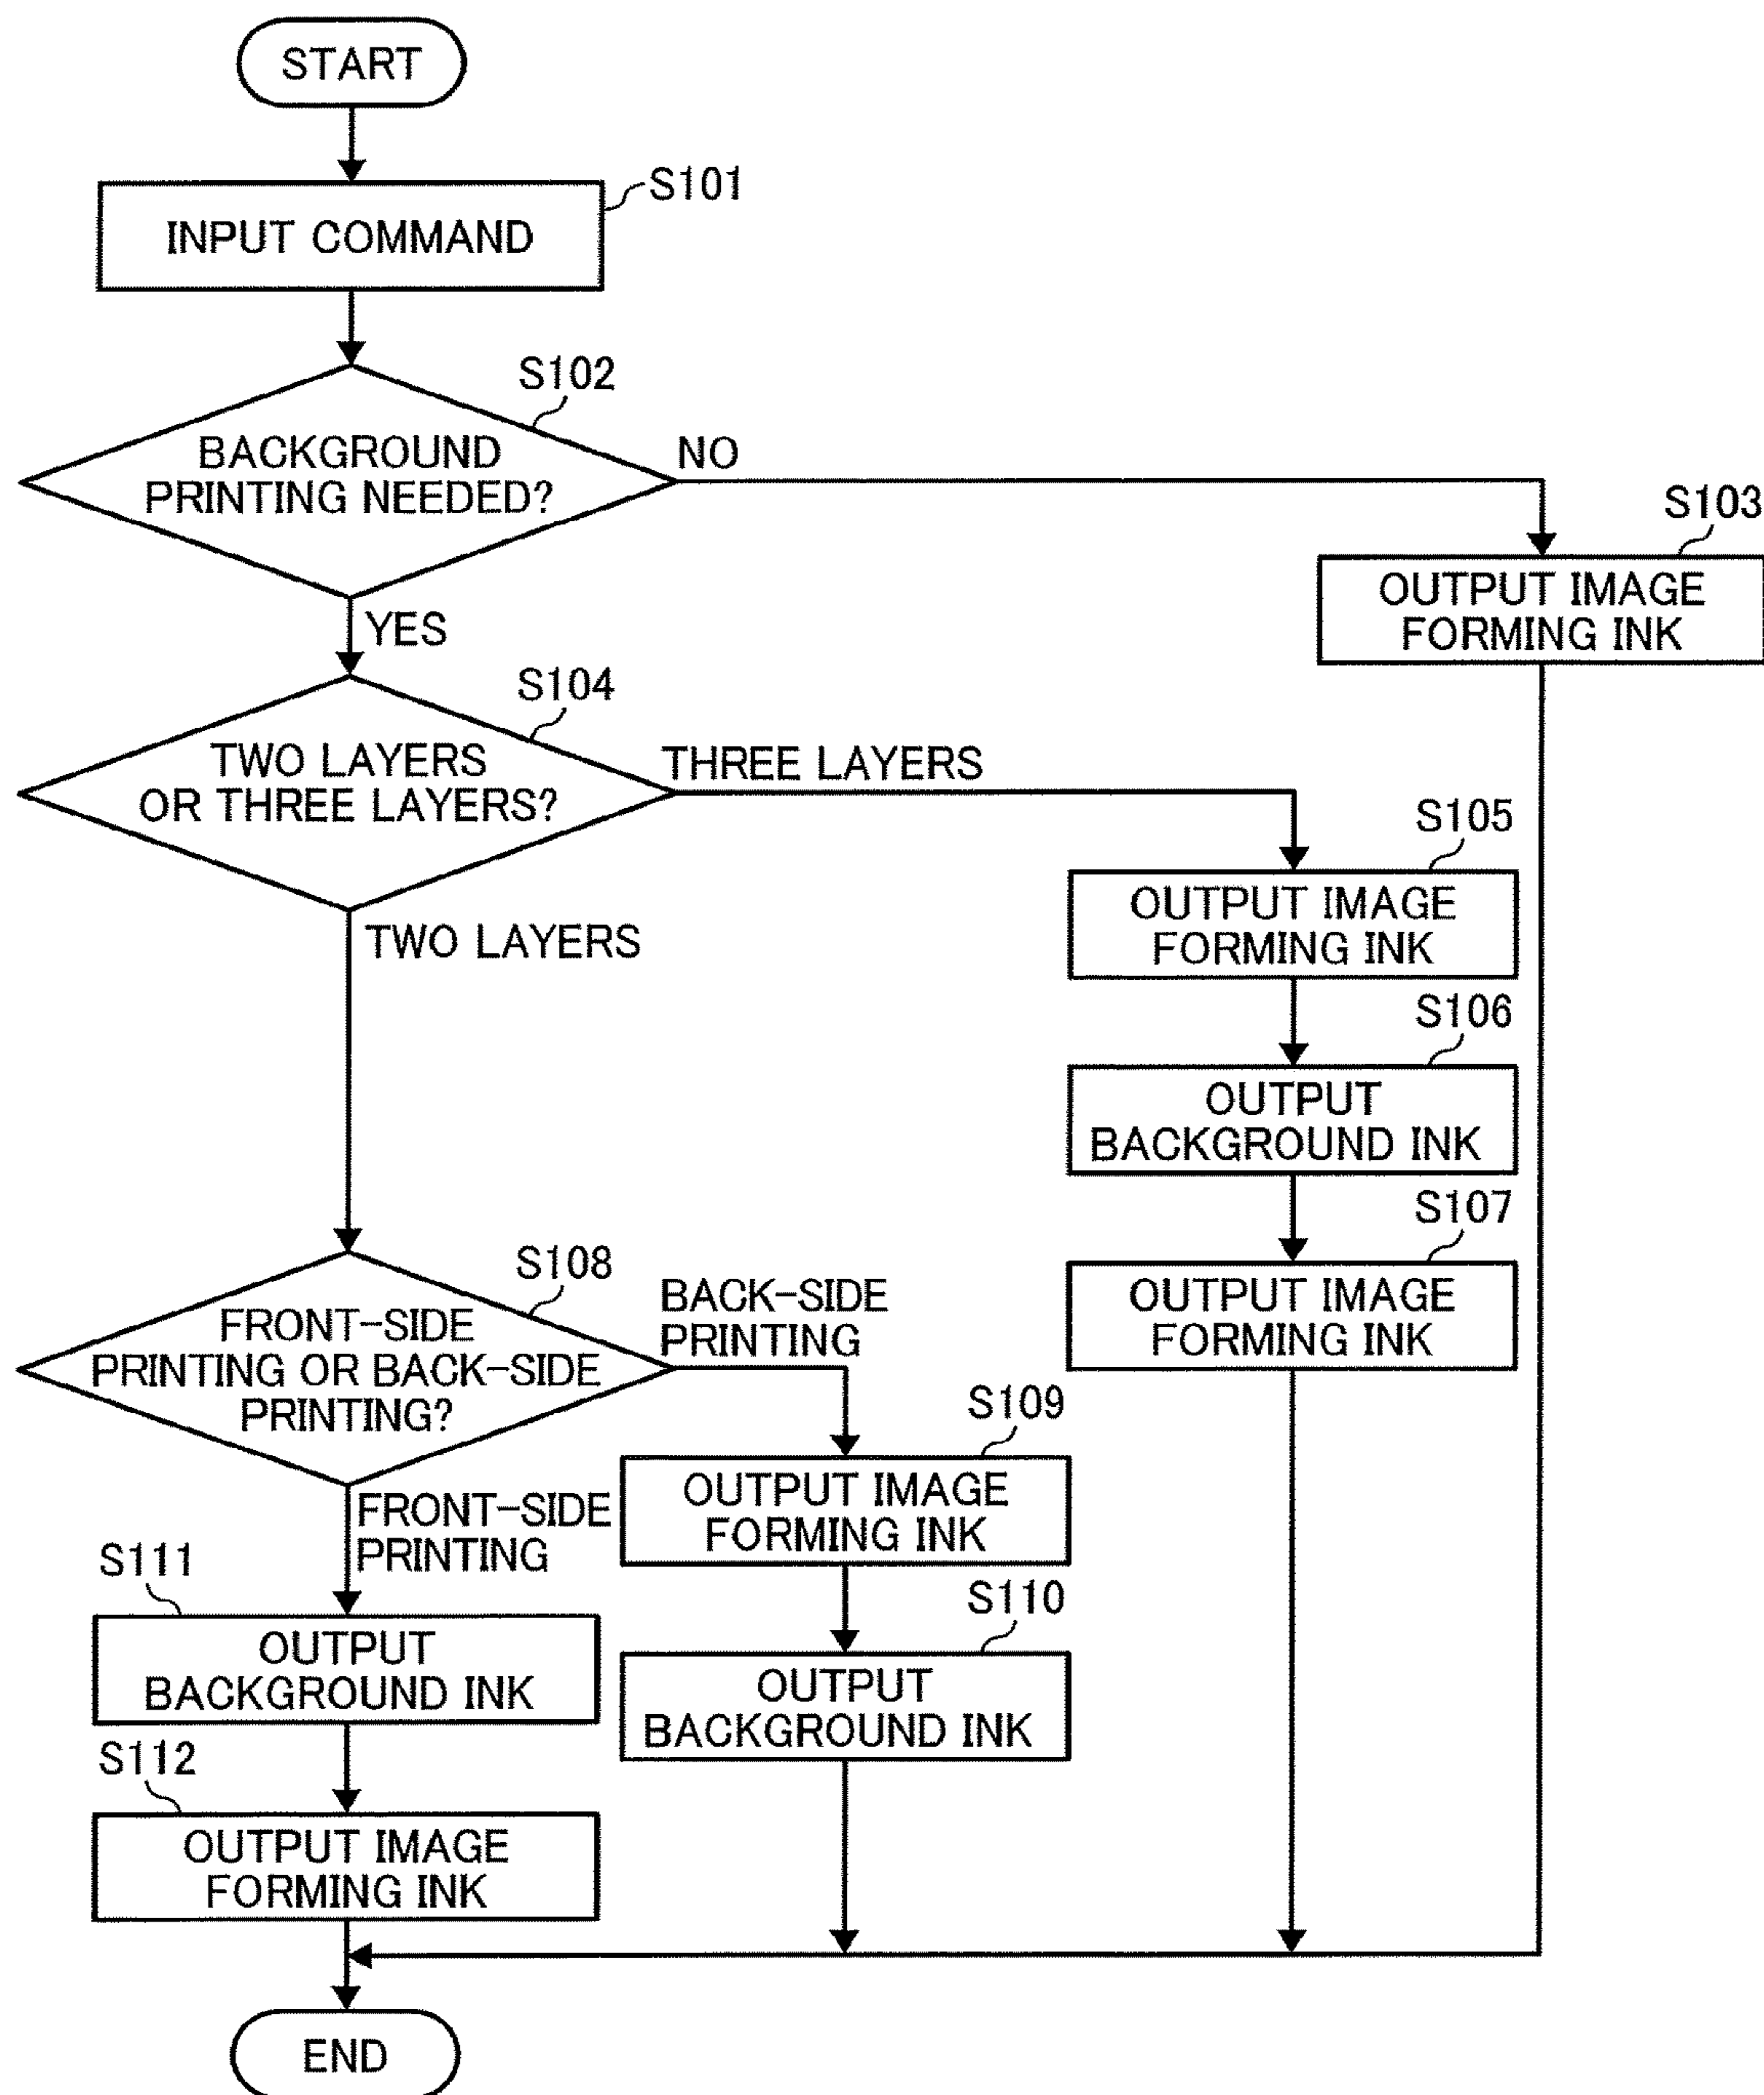 START
S101
INPUT COMMAND
S102
BACKGROUND
PRINTING NEEDED?
NO
YES
S103
OUTPUT IMAGE
FORMING INK
S104
TWO LAYERS
OR THREE LAYERS?
THREE LAYERS
TWO LAYERS
S105
OUTPUT IMAGE
FORMING INK
S106
OUTPUT
BACKGROUND INK
S107
OUTPUT IMAGE
FORMING INK
S108
FRONT-SIDE
PRINTING OR BACK-SIDE
PRINTING?
BACK-SIDE
PRINTING
S109
OUTPUT IMAGE
FORMING INK
S110
OUTPUT
BACKGROUND INK
FRONT-SIDE
PRINTING
S111
OUTPUT
BACKGROUND INK
S112
OUTPUT IMAGE
FORMING INK
END